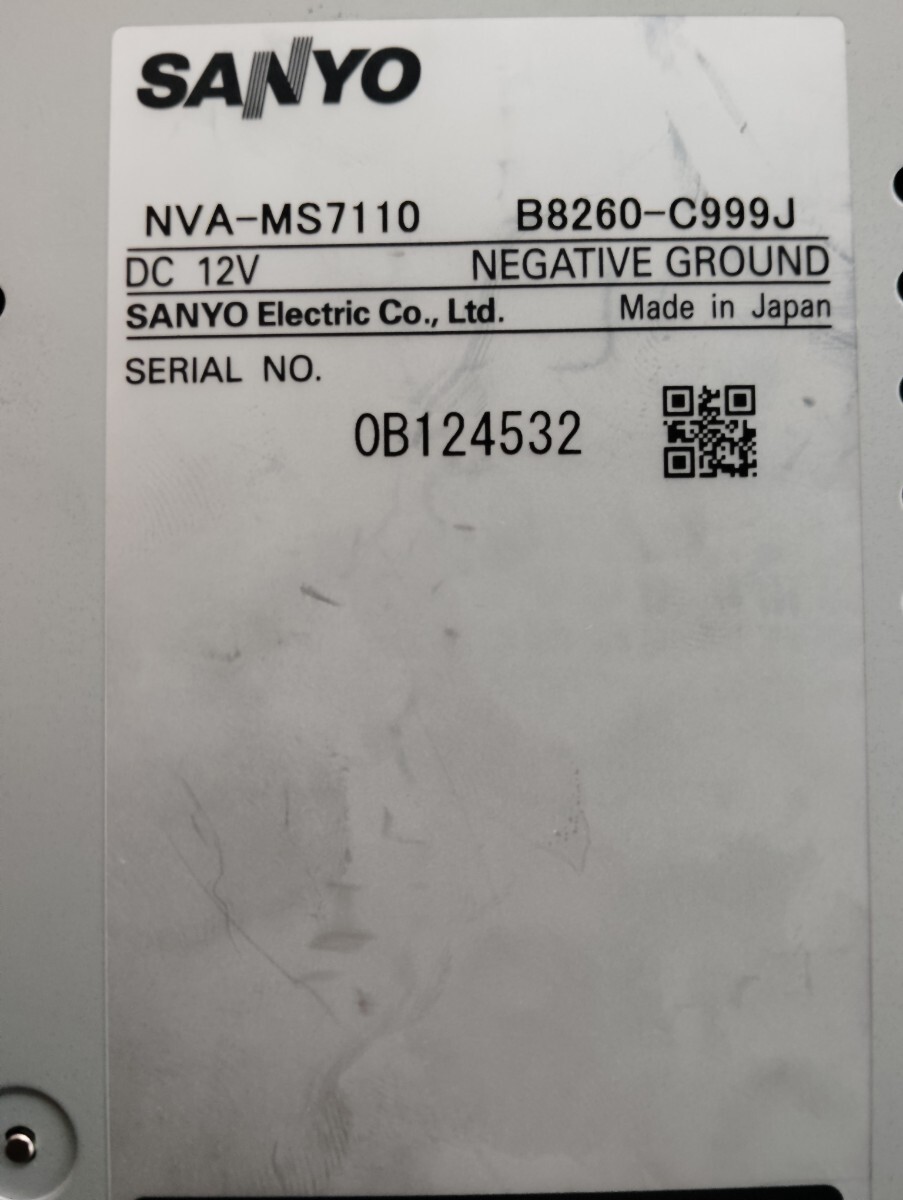 SANYO
NVA-MS7110 B8260-C999J
DC 12V NEGATIVE GROUND
SANYO Electric Co., Ltd. Made in Japan
SERIAL NO.
0B124532